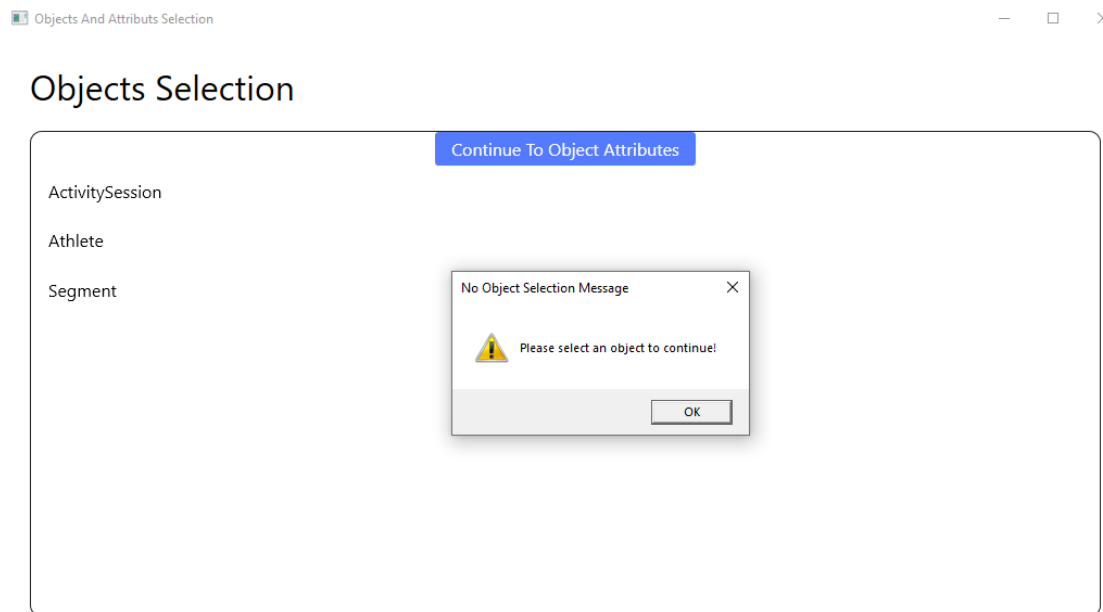 Objects And Attributs Selection
Objects Selection
Continue To Object Attributes
ActivitySession
Athlete
Segment
No Object Selection Message
Please select an object to continue!
OK